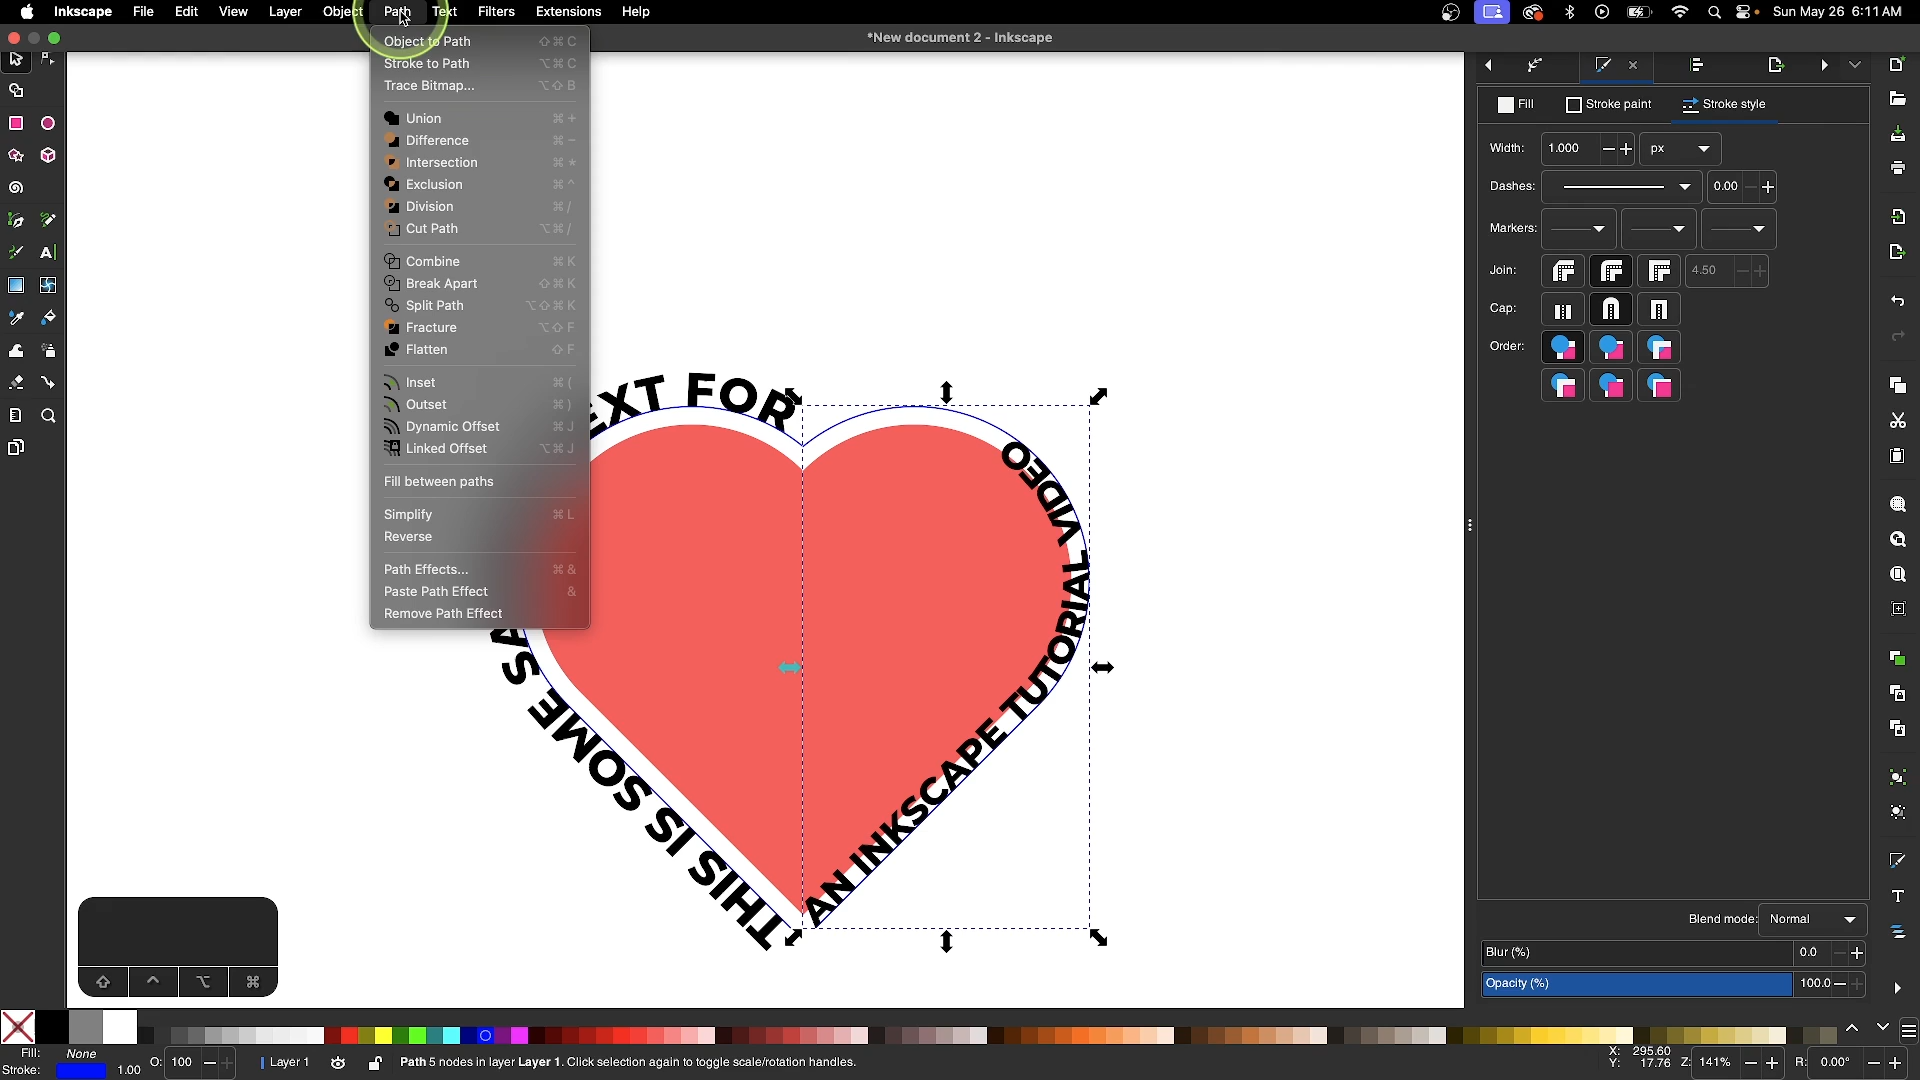 Inkscape File Edit View Layer Object Path Text Filters Extensions Help Sun May 26 6:11 AM
*New document 2 - Inkscape
Object to Path ⇧⌘C
Stroke to Path ⌥⌘C
Trace Bitmap... ⌥⇧B
Union ⌘+
Difference ⌘−
Intersection ⌘*
Exclusion ⌘^
Division ⌘/
Cut Path ⌥⌘/
Combine ⌘K
Break Apart ⇧⌘K
Split Path ⌥⇧⌘K
Fracture ⌥⇧F
Flatten ⇧F
Inset ⌘(
Outset ⌘)
Dynamic Offset ⌘J
Linked Offset ⌥⌘J
Fill between paths
Simplify ⌘L
Reverse
Path Effects... ⌘&
Paste Path Effect &
Remove Path Effect
THIS IS SOME SA
EXT FOR
AN INKSCAPE TUTORIAL VIDEO
Fill Stroke paint Stroke style
Width: 1.000 px
Dashes: 0.00
Markers:
Join: 4.50
Cap:
Order:
Blend mode: Normal
Blur (%) 0.0
Opacity (%) 100.0
⇧ ^ ⌥ ⌘
Fill: None
Stroke: 1.00
O: 100
Layer 1
Path 5 nodes in layer Layer 1. Click selection again to toggle scale/rotation handles.
X: 295.60
Y: 17.76
Z: 141%
R: 0.00°